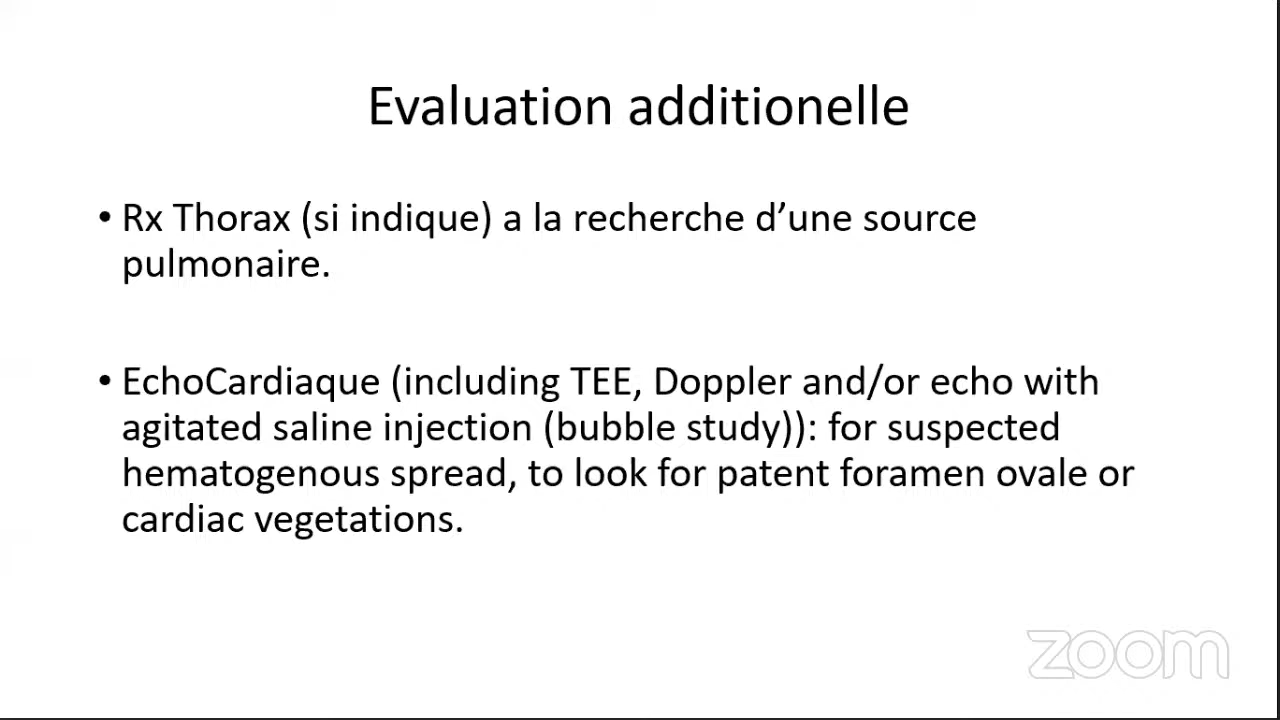 Evaluation additionelle
• Rx Thorax (si indique) a la recherche d’une source
pulmonaire.
• EchoCardiaque (including TEE, Doppler and/or echo with
agitated saline injection (bubble study)): for suspected
hematogenous spread, to look for patent foramen ovale or
cardiac vegetations.
zoom